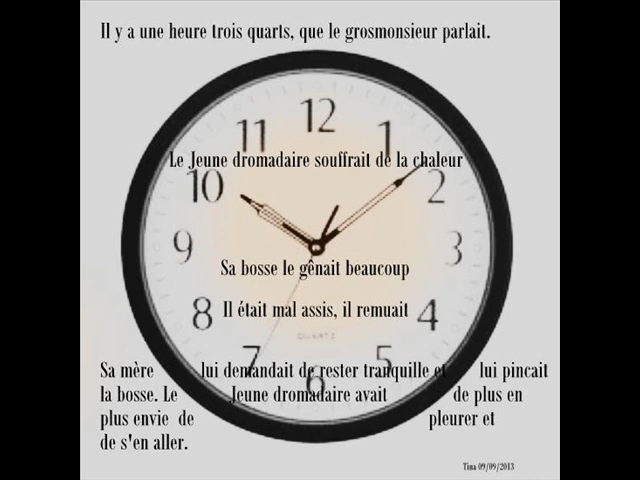 Il y a une heure trois quarts, que le grosmonsieur parlait.
12
11 1
Le Jeune dromadaire souffrait de la chaleur
10 2
9 3
Sa bosse le gênait beaucoup
8 Il était mal assis, il remuait 4
QUARTZ
7 5
Sa mère lui demandait de rester tranquille et lui pincait
6
la bosse. Le Jeune dromadaire avait de plus en
plus envie de pleurer et
de s'en aller.
Tina 09/09/2013